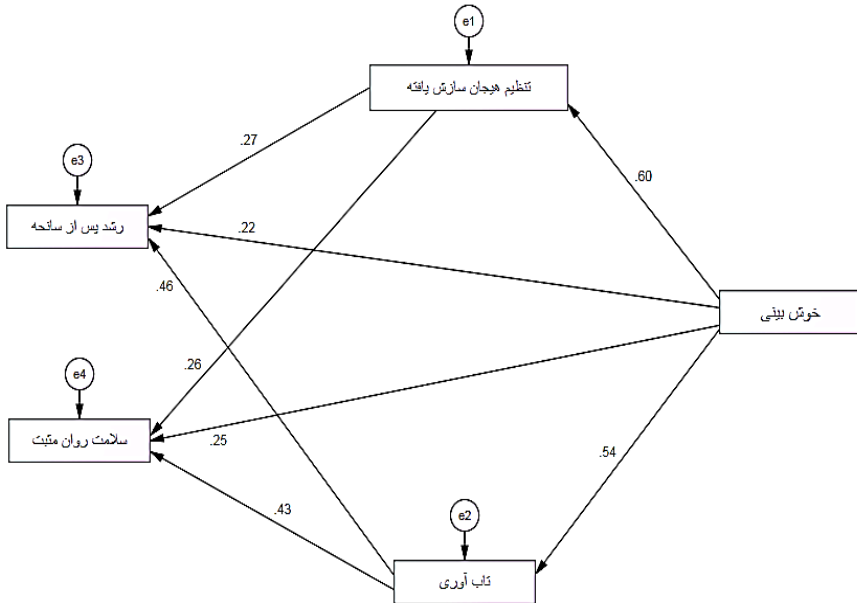 e1
تنظیم هیجان سازش یافته
.27
e3
.60
رشد پس از سانحه
.22
.46
خوش بینی
.26
e4
سلامت روان مثبت
.25
.54
.43
e2
تاب آوری